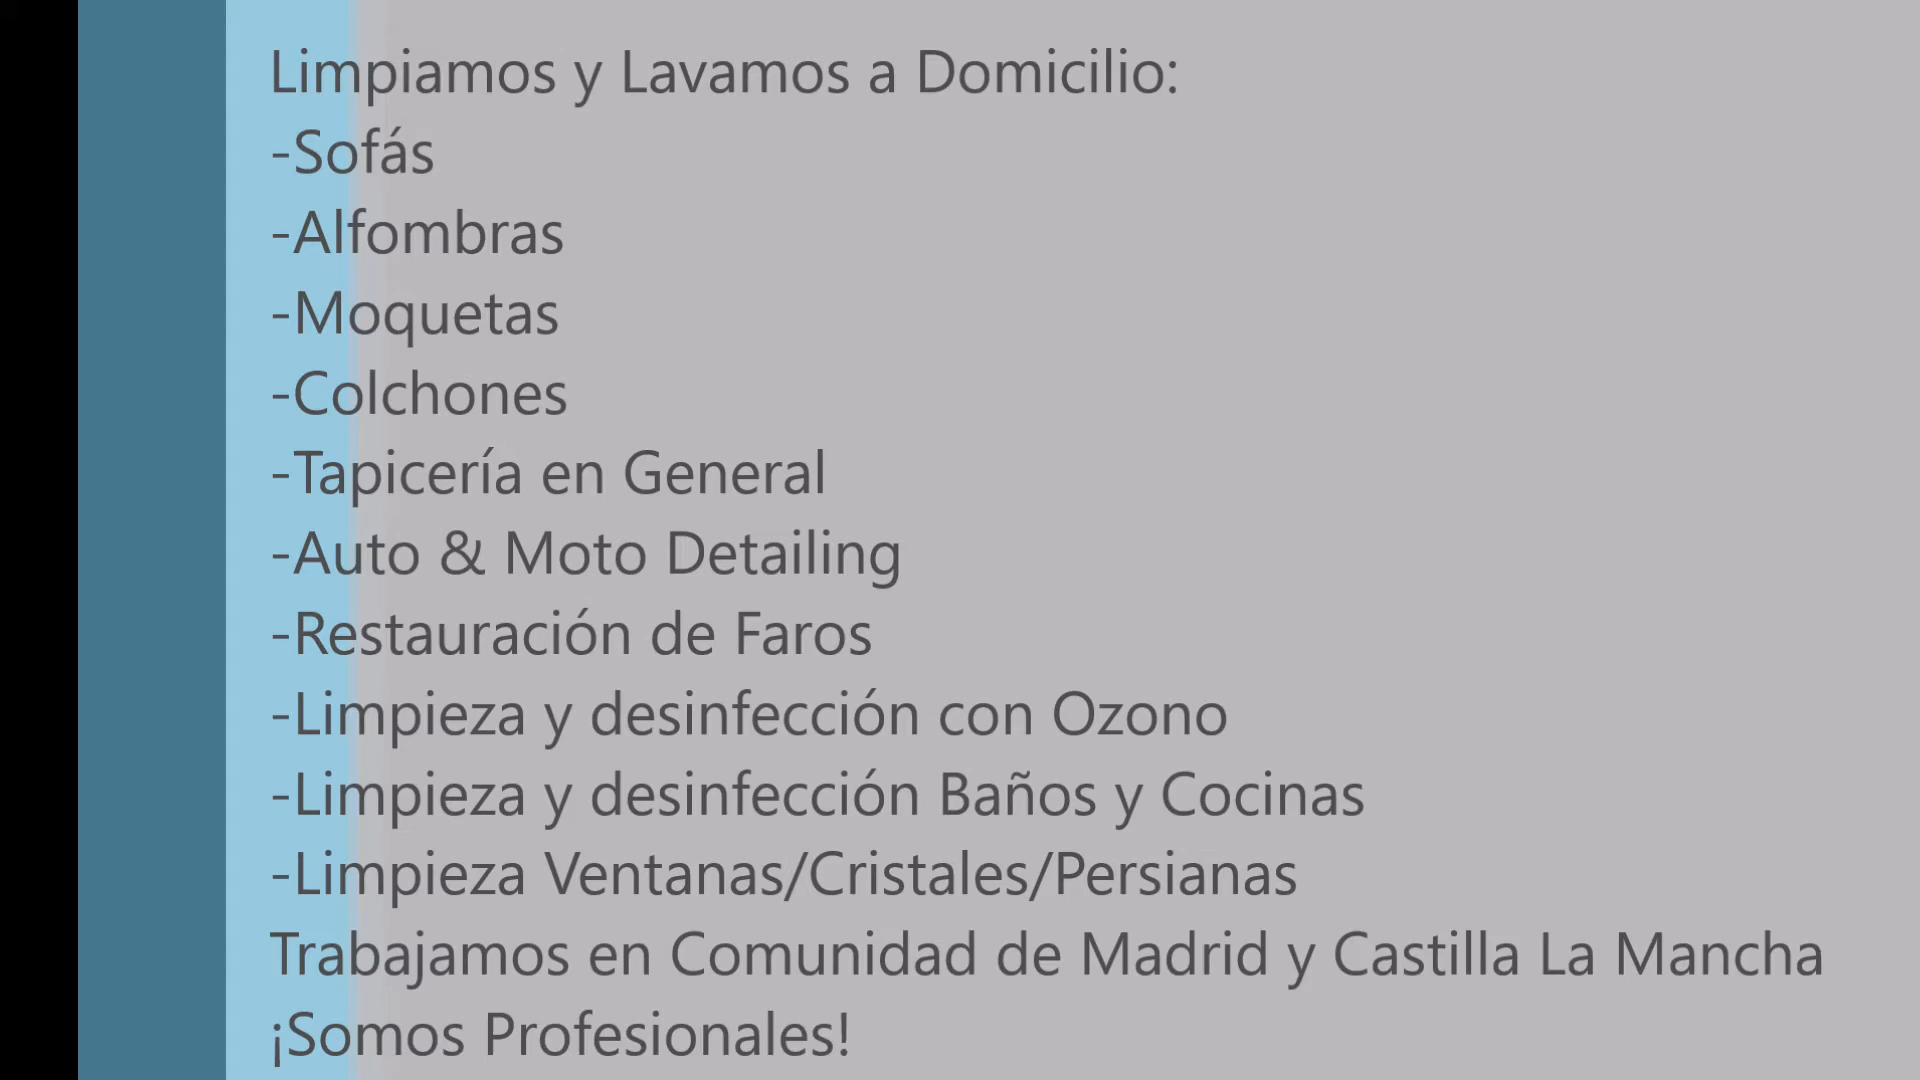 Limpiamos y Lavamos a Domicilio:
-Sofás
-Alfombras
-Moquetas
-Colchones
-Tapicería en General
-Auto & Moto Detailing
-Restauración de Faros
-Limpieza y desinfección con Ozono
-Limpieza y desinfección Baños y Cocinas
-Limpieza Ventanas/Cristales/Persianas
Trabajamos en Comunidad de Madrid y Castilla La Mancha
¡Somos Profesionales!